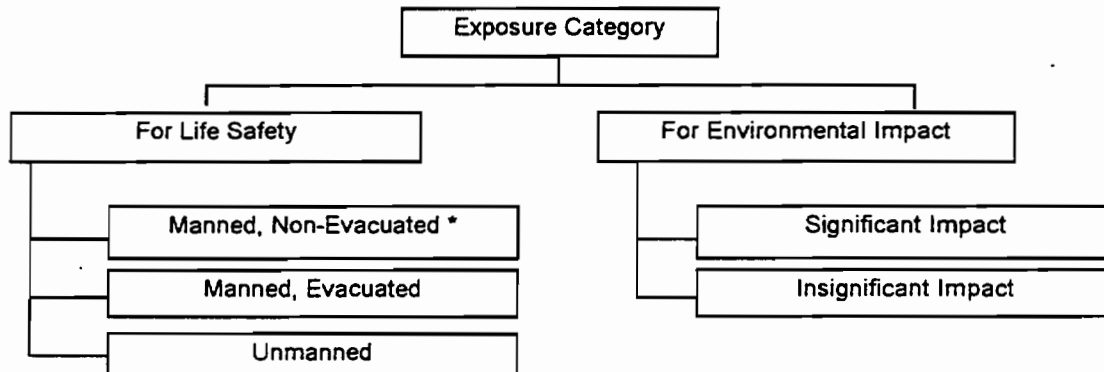 Exposure Category
For Life Safety
For Environmental Impact
Manned, Non-Evacuated *
Manned, Evacuated
Unmanned
Significant Impact
Insignificant Impact